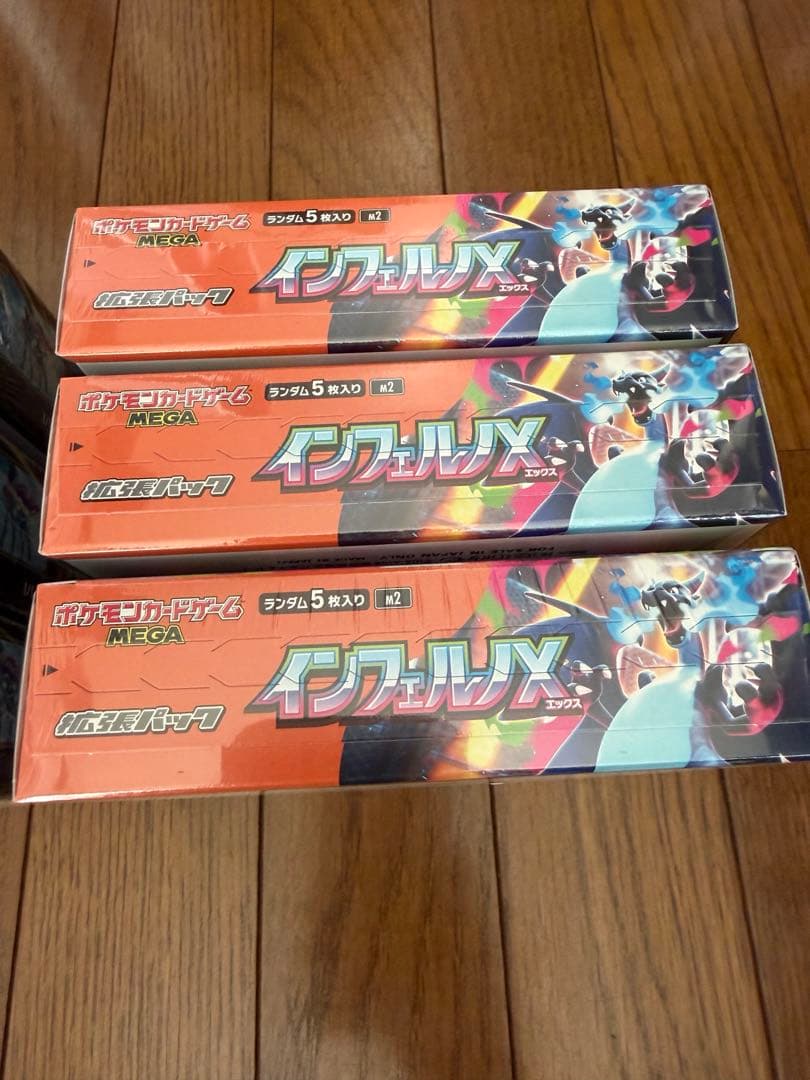 ポケモンカードゲーム
MEGA
ランダム5枚入り M2
インフェルノX
エックス
拡張パック
ポケモンカードゲーム
MEGA
ランダム5枚入り M2
インフェルノX
エックス
拡張パック
FOR SALE IN JAPAN ONLY
ポケモンカードゲーム
MEGA
ランダム5枚入り M2
インフェルノX
エックス
拡張パック